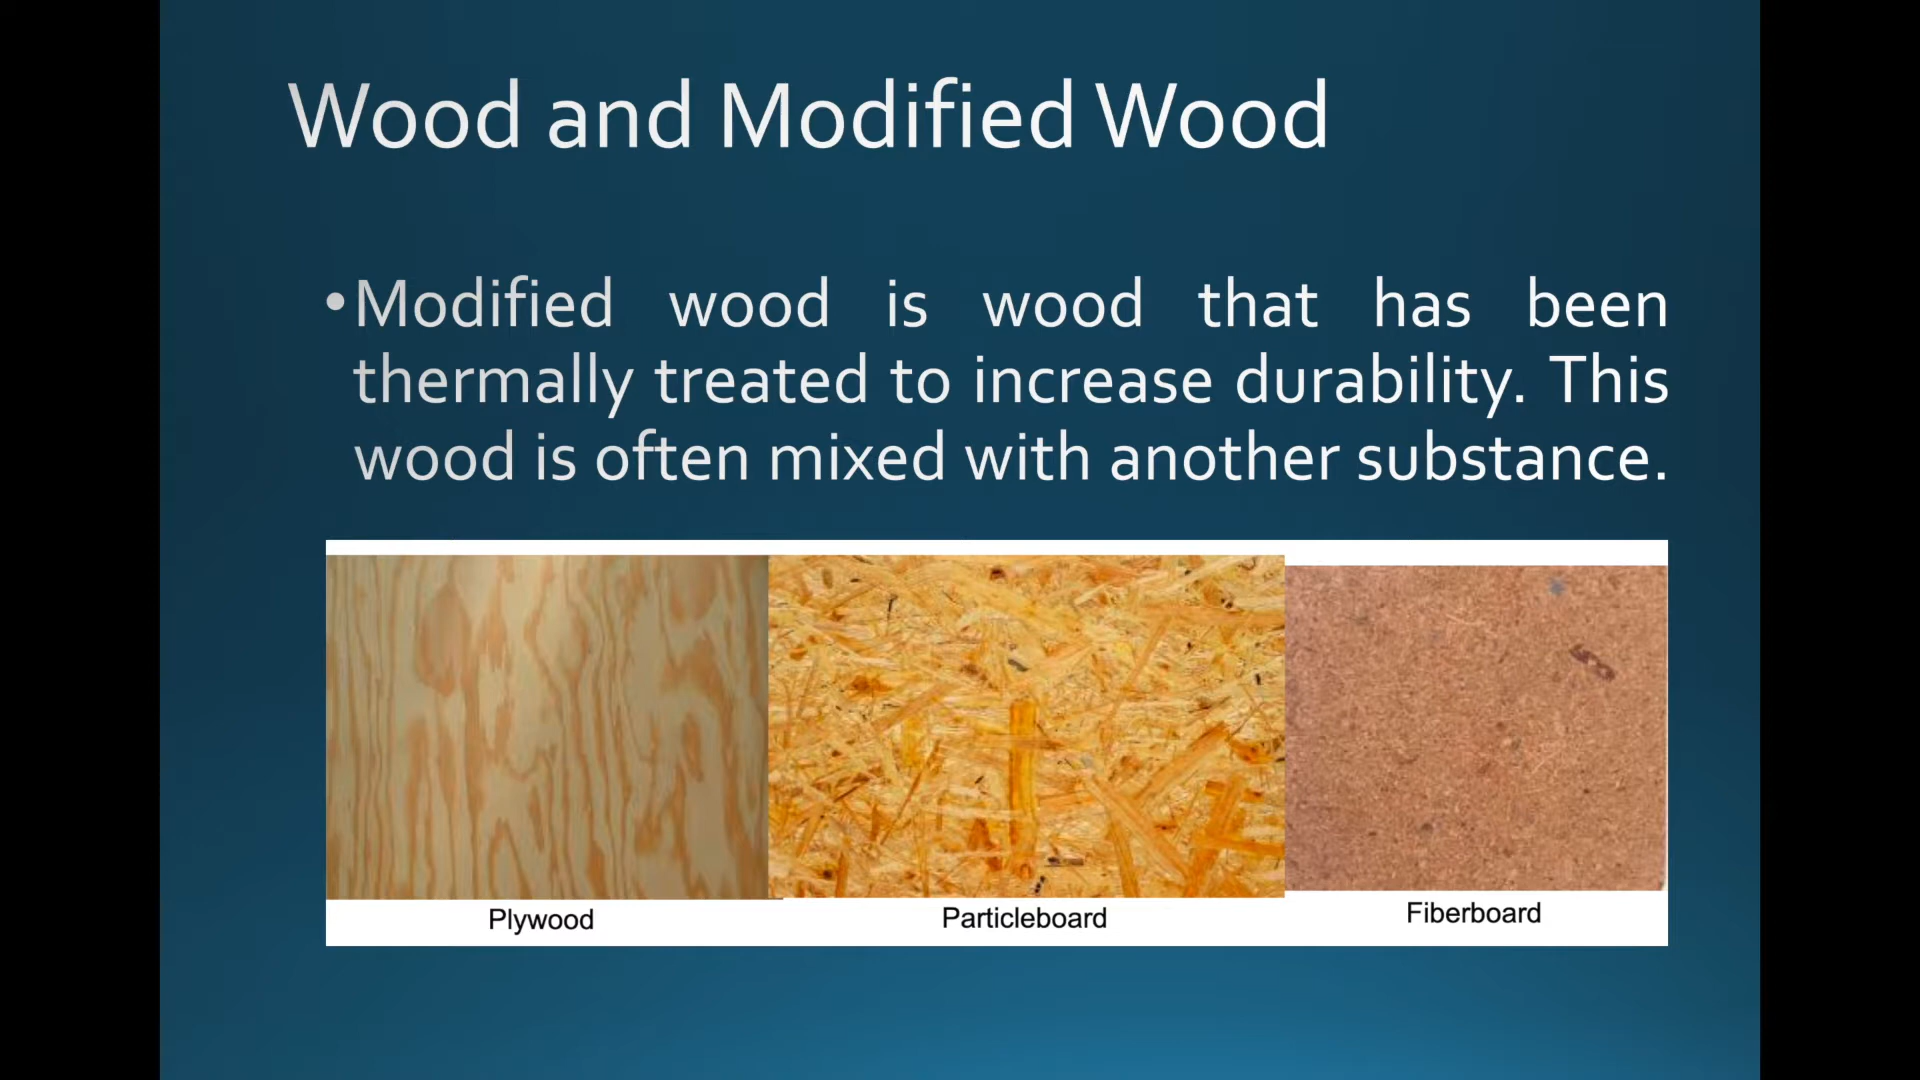 Wood and Modified Wood
•Modified wood is wood that has been
thermally treated to increase durability. This
wood is often mixed with another substance.
Plywood
Particleboard
Fiberboard